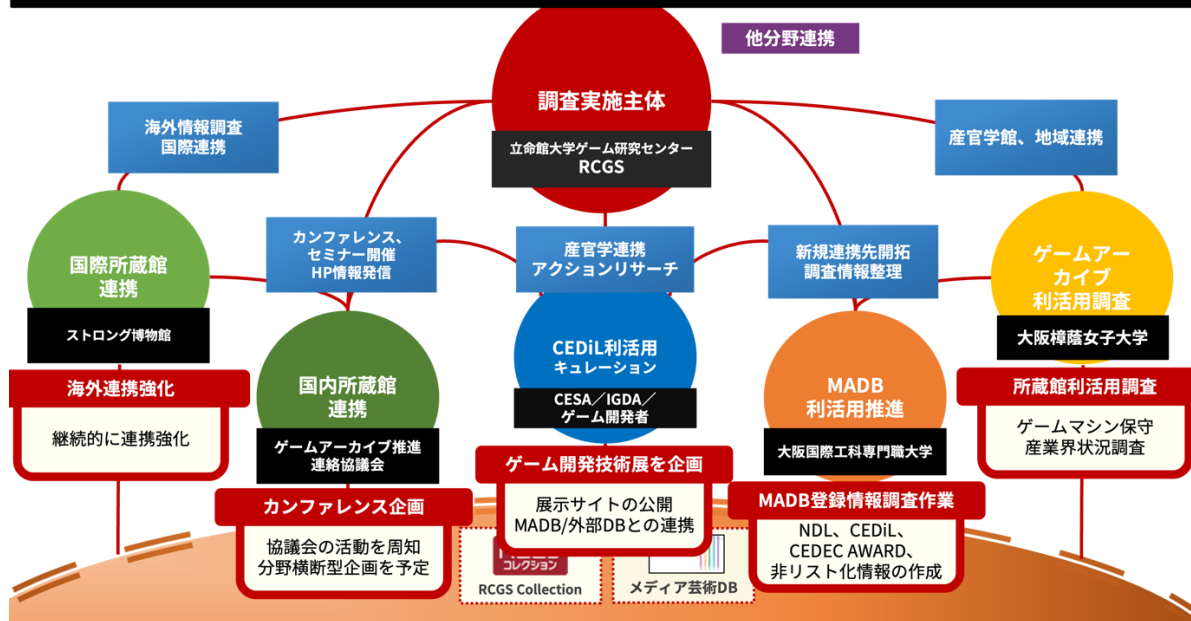 他分野連携
調査実施主体
立命館大学ゲーム研究センター
RCGS
海外情報調査
国際連携
産官学館、地域連携
カンファレンス、
セミナー開催
HP情報発信
産官学連携
アクションリサーチ
新規連携先開拓
調査情報整理
国際所蔵館
連携
ストロング博物館
海外連携強化
継続的に連携強化
国内所蔵館
連携
ゲームアーカイブ推進
連絡協議会
カンファレンス企画
協議会の活動を周知
分野横断型企画を予定
CEDiL利活用
キュレーション
CESA／IGDA／
ゲーム開発者
ゲーム開発技術展を企画
展示サイトの公開
MADB/外部DBとの連携
MADB
利活用推進
大阪国際工科専門職大学
MADB登録情報調査作業
NDL、CEDiL、
CEDEC AWARD、
非リスト化情報の作成
ゲームアー
カイブ
利活用調査
大阪樟蔭女子大学
所蔵館利活用調査
ゲームマシン保守
産業界状況調査
コレクション
RCGS Collection
メディア芸術DB